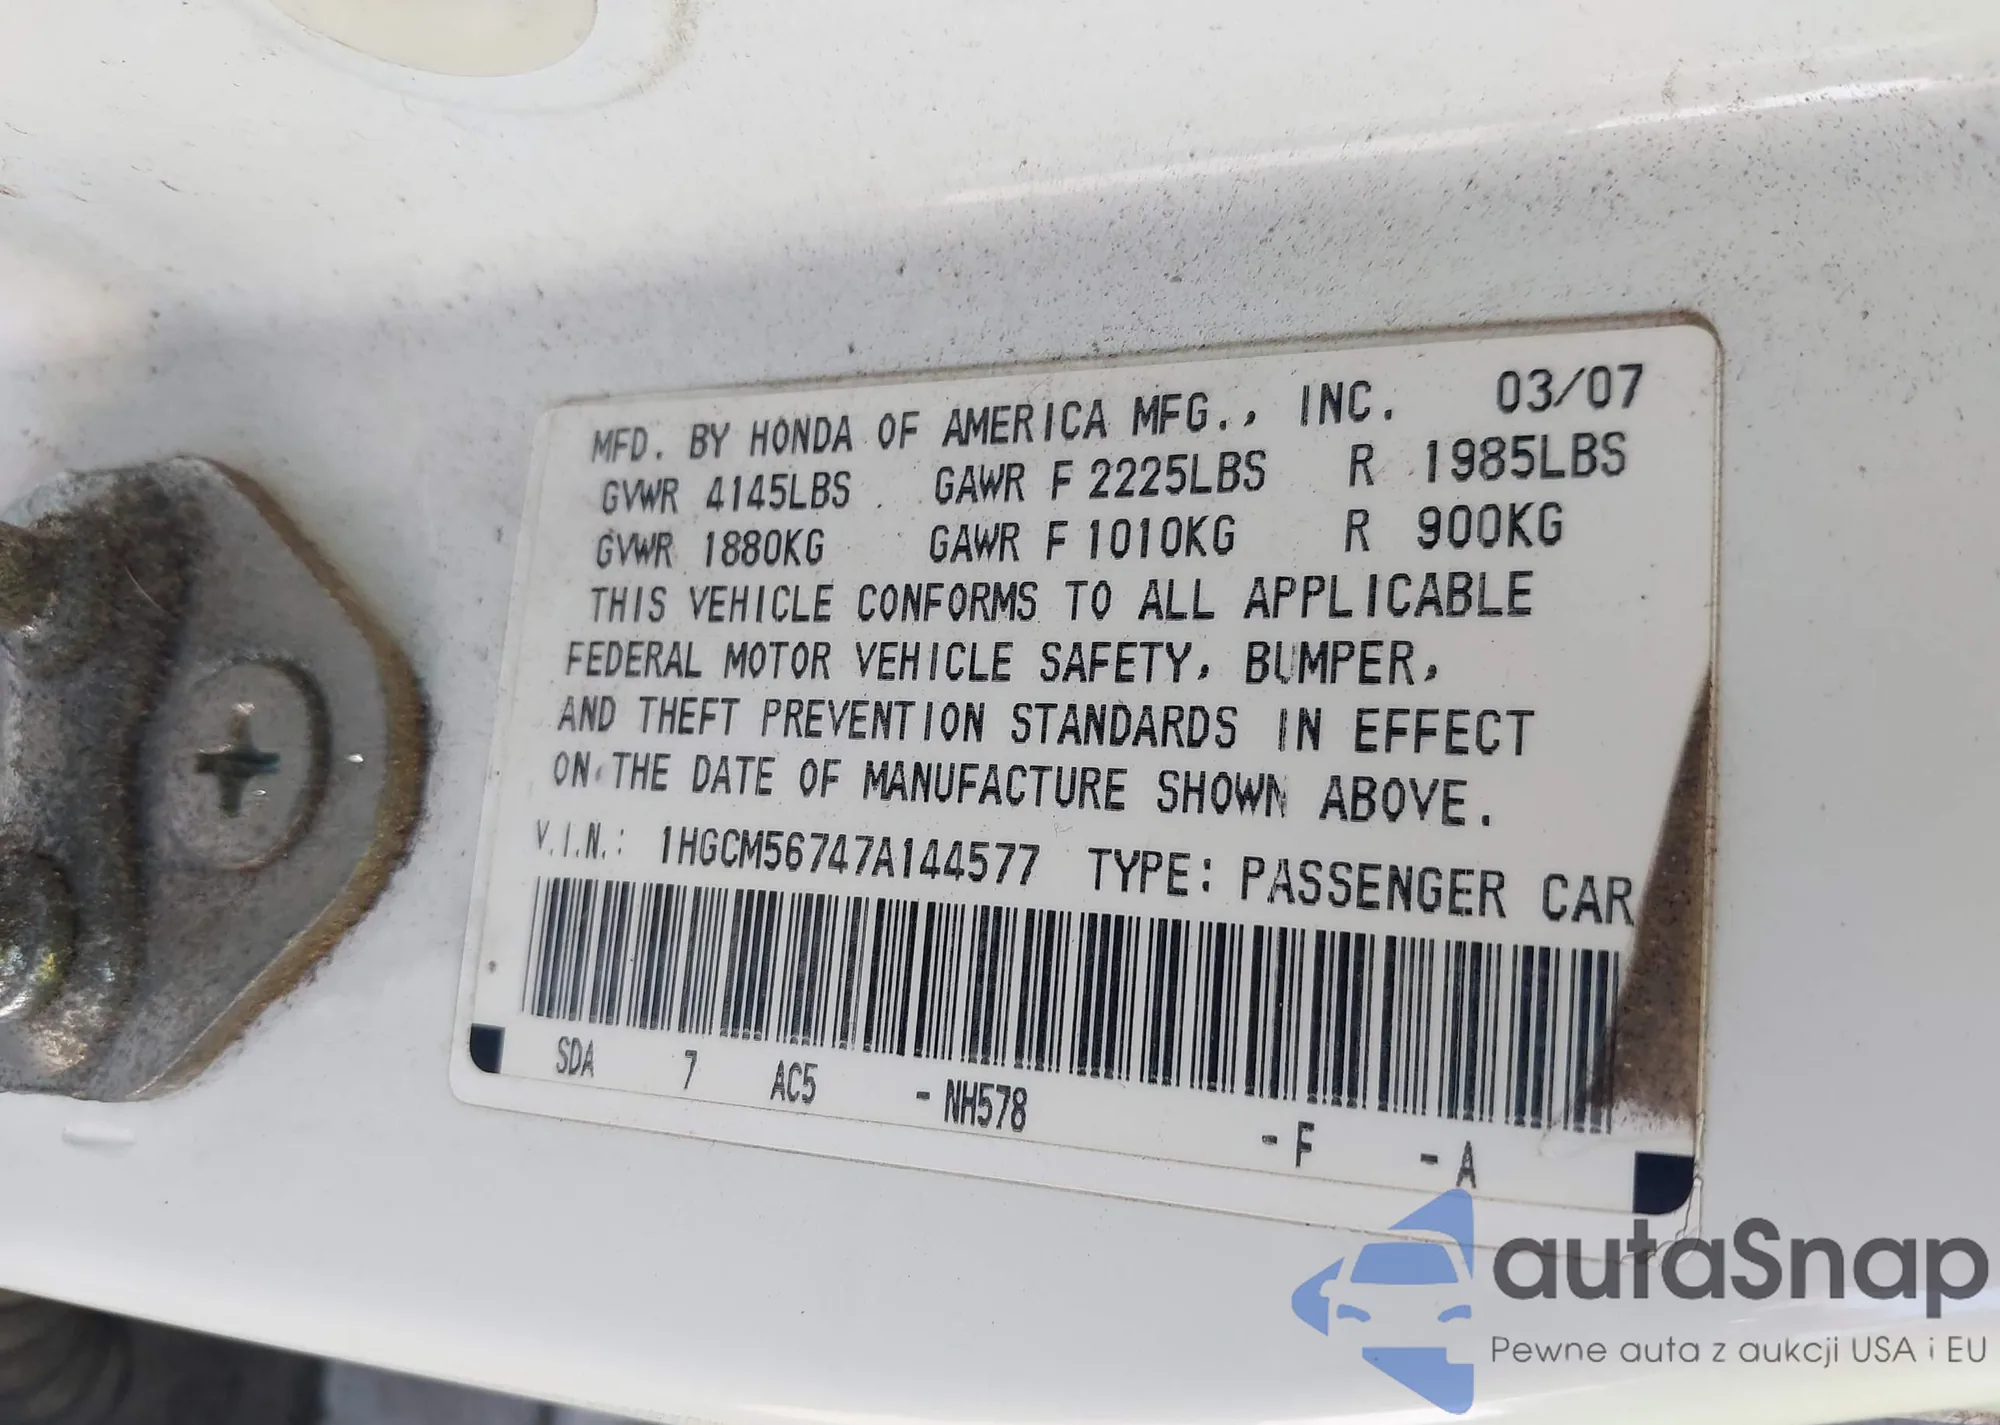 MFD. BY HONDA OF AMERICA MFG., INC. 03/07
GVWR 4145LBS GAWR F 2225LBS R 1985LBS
GVWR 1880KG GAWR F 1010KG R 900KG
THIS VEHICLE CONFORMS TO ALL APPLICABLE
FEDERAL MOTOR VEHICLE SAFETY, BUMPER,
AND THEFT PREVENTION STANDARDS IN EFFECT
ON THE DATE OF MANUFACTURE SHOWN ABOVE.
V.I.N.: 1HGCM56747A144577 TYPE: PASSENGER CAR
SDA 7 AC5 -NH578 -F -A
autaSnap
Pewne auta z aukcji USA i EU